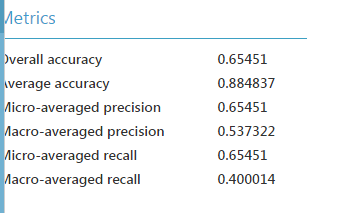 Metrics
Overall accuracy 0.65451
Average accuracy 0.884837
Micro-averaged precision 0.65451
Macro-averaged precision 0.537322
Micro-averaged recall 0.65451
Macro-averaged recall 0.400014